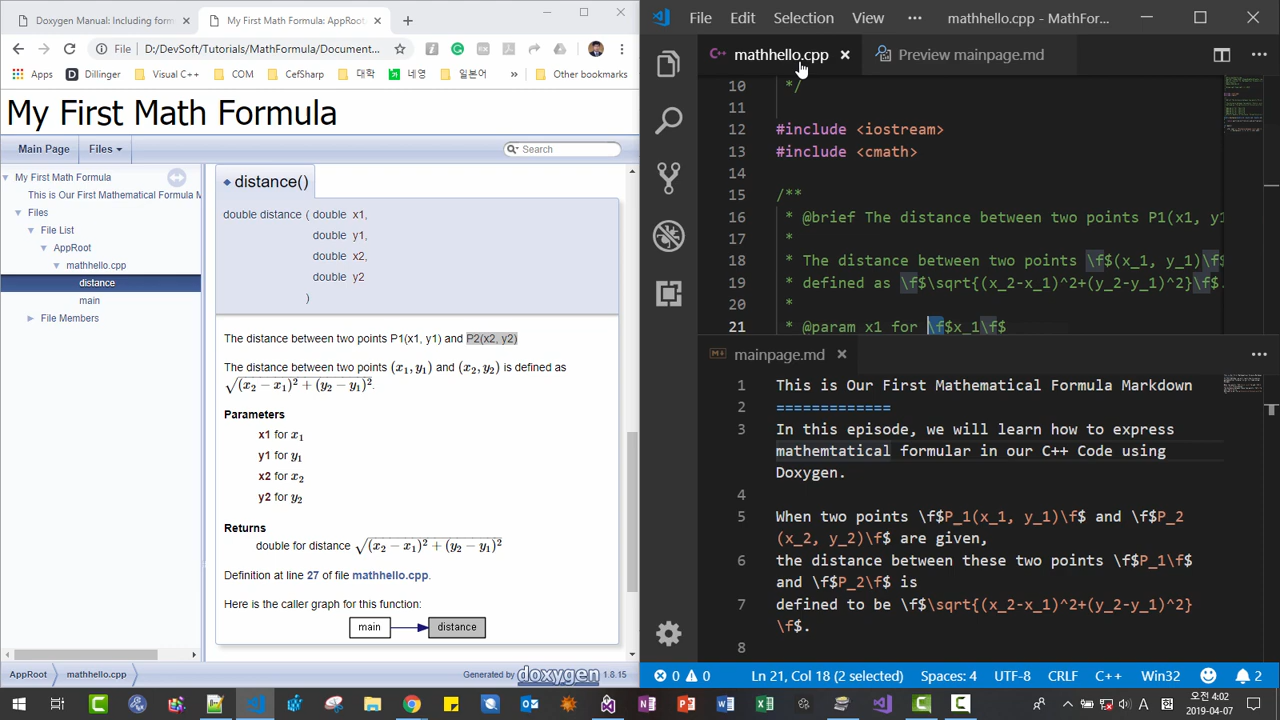 Doxygen Manual: Including form
My First Math Formula: AppRoo
File D:/DevSoft/Tutorials/MathFormula/Document...
Apps Dillinger Visual C++ COM CefSharp 대학 네영 일본어 » Other bookmarks
My First Math Formula
Main Page Files Search
My First Math Formula
This is Our First Mathematical Formula M
Files
File List
AppRoot
mathhello.cpp
distance
main
File Members
distance()
double distance ( double x1,
double y1,
double x2,
double y2
)
The distance between two points P1(x1, y1) and P2(x2, y2)
The distance between two points (x₁, y₁) and (x₂, y₂) is defined as
√(x₂ − x₁)² + (y₂ − y₁)².
Parameters
x1 for x₁
y1 for y₁
x2 for x₂
y2 for y₂
Returns
double for distance √(x₂ − x₁)² + (y₂ − y₁)²
Definition at line 27 of file mathhello.cpp.
Here is the caller graph for this function:
main distance
AppRoot mathhello.cpp Generated by doxygen 1.8.15
File Edit Selection View ··· mathhello.cpp - MathFo...
mathhello.cpp Preview mainpage.md
10 */
11
12 #include <iostream>
13 #include <cmath>
14
15 /**
16 * @brief The distance between two points P1(x1, y1
17 *
18 * The distance between two points \f$(x_1, y_1)\f$
19 * defined as \f$\sqrt{(x_2-x_1)^2+(y_2-y_1)^2}\f$.
20 *
21 * @param x1 for \f$x_1\f$
mainpage.md
1 This is Our First Mathematical Formula Markdown
2 =============
3 In this episode, we will learn how to express
mathemtatical formular in our C++ Code using
Doxygen.
4
5 When two points \f$P_1(x_1, y_1)\f$ and \f$P_2
(x_2, y_2)\f$ are given,
6 the distance between these two points \f$P_1\f$
and \f$P_2\f$ is
7 defined to be \f$\sqrt{(x_2-x_1)^2+(y_2-y_1)^2}
\f$.
8
0 0 Ln 21, Col 18 (2 selected) Spaces: 4 UTF-8 CRLF C++ Win32 2
A 오전 4:02
2019-04-07